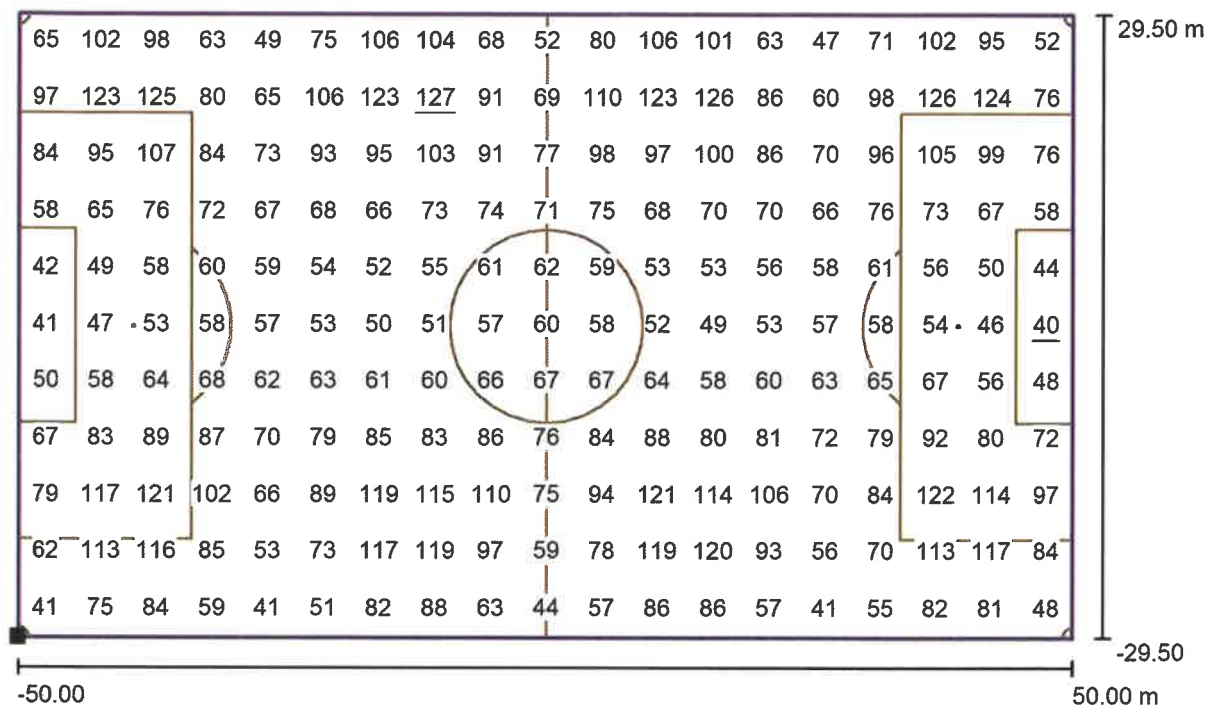 65 102 98 63 49 75 106 104 68 52 80 106 101 63 47 71 102 95 52
29.50 m
97 123 125 80 65 106 123 127 91 69 110 123 126 86 60 98 126 124 76
84 95 107 84 73 93 95 103 91 77 98 97 100 86 70 96 105 99 76
58 65 76 72 67 68 66 73 74 71 75 68 70 70 66 76 73 67 58
42 49 58 60 59 54 52 55 61 62 59 53 53 56 58 61 56 50 44
41 47 53 58 57 53 50 51 57 60 58 52 49 53 57 58 54 46 40
50 58 64 68 62 63 61 60 66 67 67 64 58 60 63 65 67 56 48
67 83 89 87 70 79 85 83 86 76 84 88 80 81 72 79 92 80 72
79 117 121 102 66 89 119 115 110 75 94 121 114 106 70 84 122 114 97
62 113 116 85 53 73 117 119 97 59 78 119 120 93 56 70 113 117 84
41 75 84 59 41 51 82 88 63 44 57 86 86 57 41 55 82 81 48
-29.50
-50.00
50.00 m